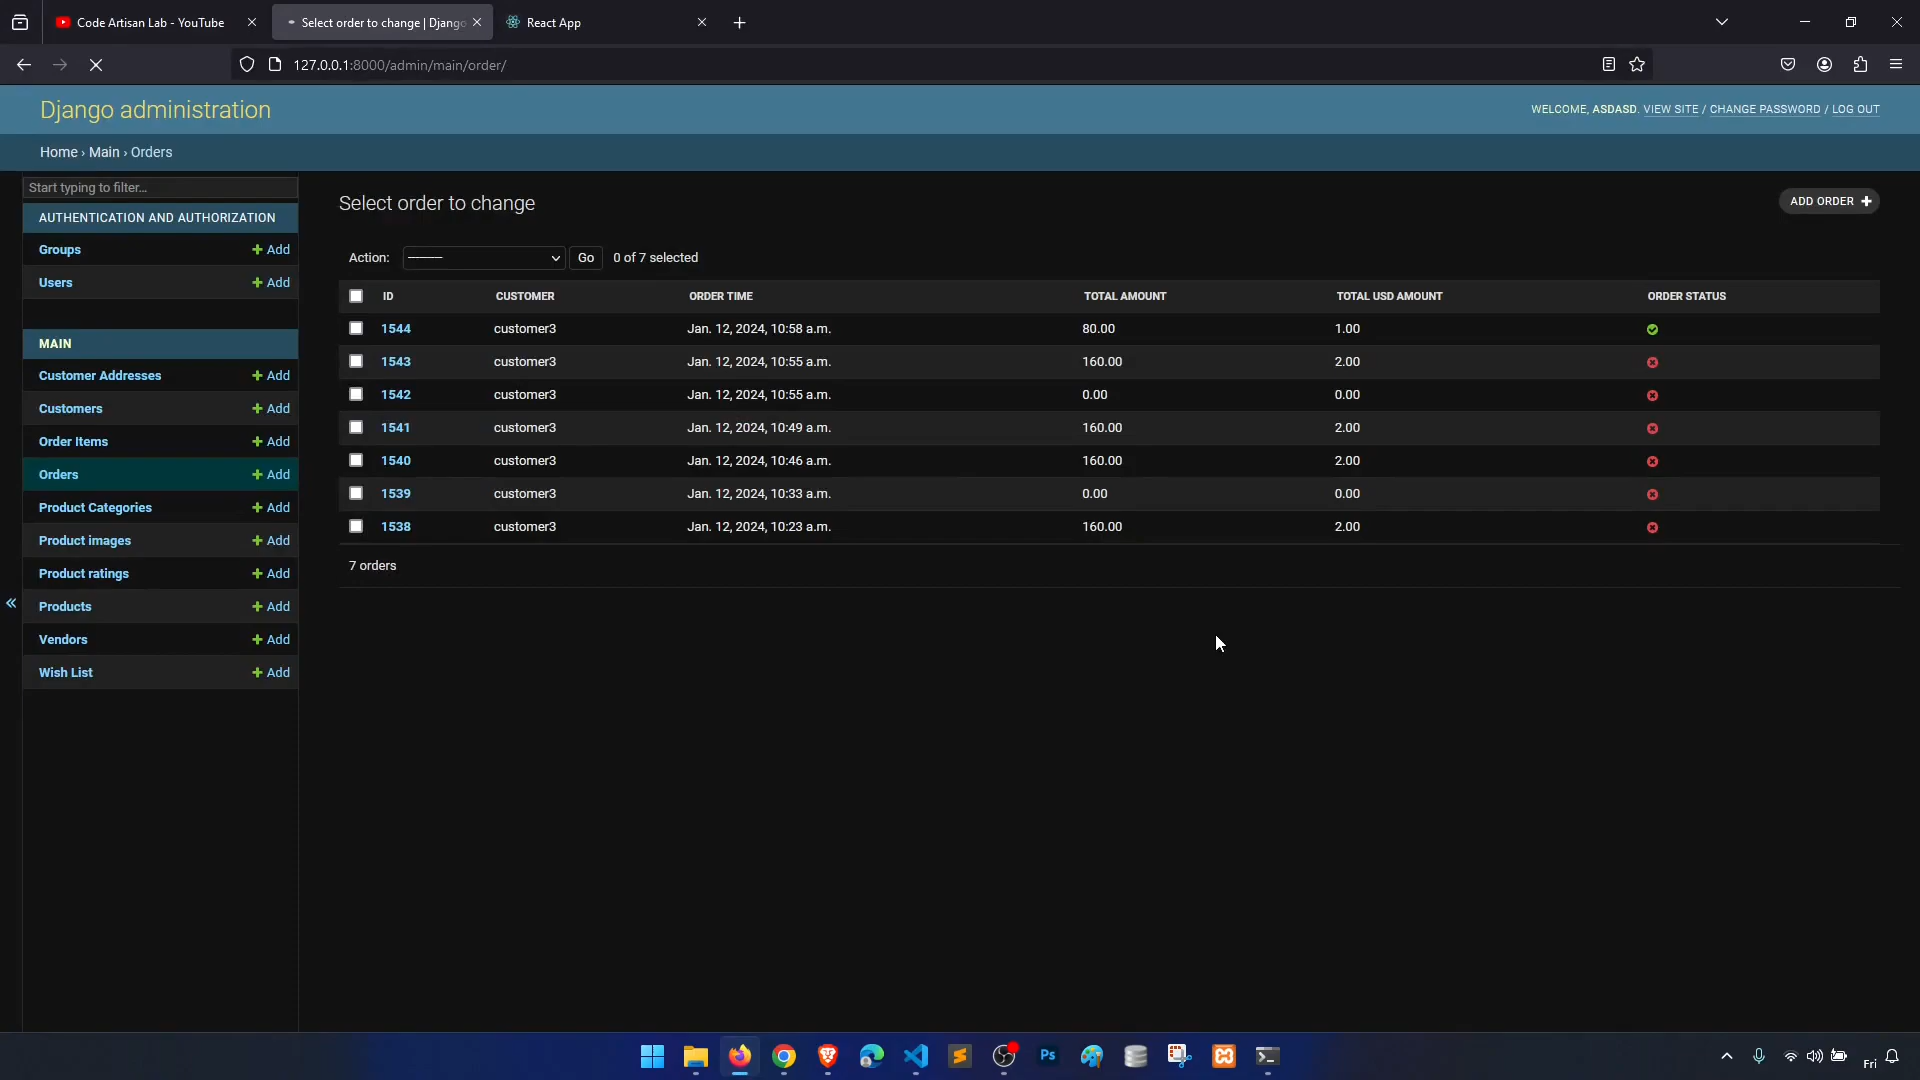 Code Artisan Lab - YouTube
Select order to change | Django
React App
127.0.0.1:8000/admin/main/order/
Django administration
WELCOME, ASDASD. VIEW SITE / CHANGE PASSWORD / LOG OUT
Home › Main › Orders
Start typing to filter...
AUTHENTICATION AND AUTHORIZATION
Groups Add
Users Add
MAIN
Customer Addresses Add
Customers Add
Order Items Add
Orders Add
Product Categories Add
Product images Add
Product ratings Add
Products Add
Vendors Add
Wish List Add
Select order to change
ADD ORDER
Action: --------- Go 0 of 7 selected
ID CUSTOMER ORDER TIME TOTAL AMOUNT TOTAL USD AMOUNT ORDER STATUS
1544 customer3 Jan. 12, 2024, 10:58 a.m. 80.00 1.00
1543 customer3 Jan. 12, 2024, 10:55 a.m. 160.00 2.00
1542 customer3 Jan. 12, 2024, 10:55 a.m. 0.00 0.00
1541 customer3 Jan. 12, 2024, 10:49 a.m. 160.00 2.00
1540 customer3 Jan. 12, 2024, 10:46 a.m. 160.00 2.00
1539 customer3 Jan. 12, 2024, 10:33 a.m. 0.00 0.00
1538 customer3 Jan. 12, 2024, 10:23 a.m. 160.00 2.00
7 orders
Ps
Fri